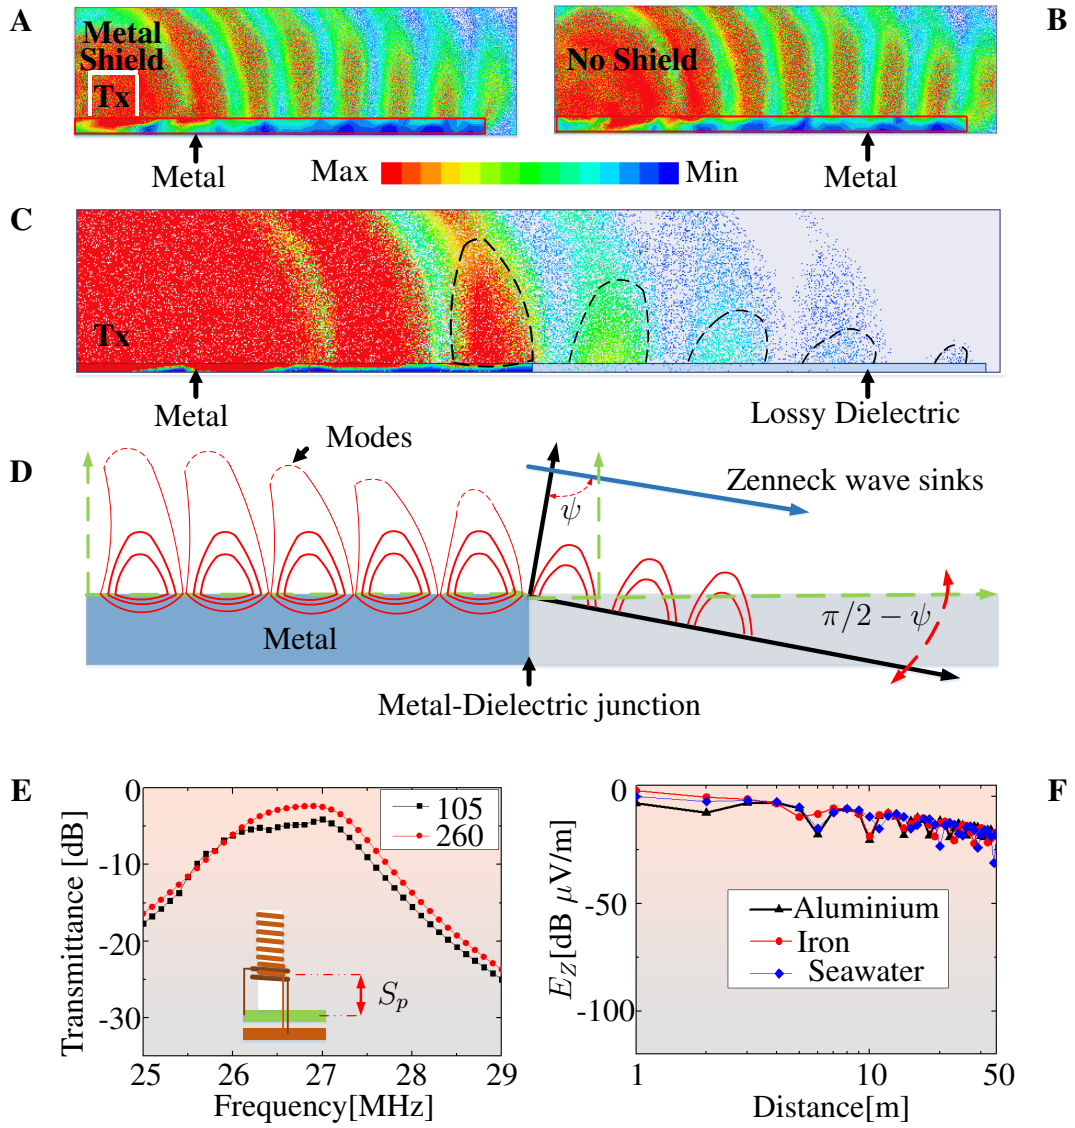 A
Metal
Shield
Tx
Metal
B
No Shield
Metal
Max
Min
C
Tx
Metal
Lossy Dielectric
D
Modes
Zenneck wave sinks
ψ
π/2 − ψ
Metal
Metal-Dielectric junction
E
Transmittance [dB]
0
-10
-20
-30
105
260
S_p
25 26 27 28 29
Frequency[MHz]
F
E_Z[dB μV/m]
0
-50
-100
Aluminium
Iron
Seawater
1 10 50
Distance[m]